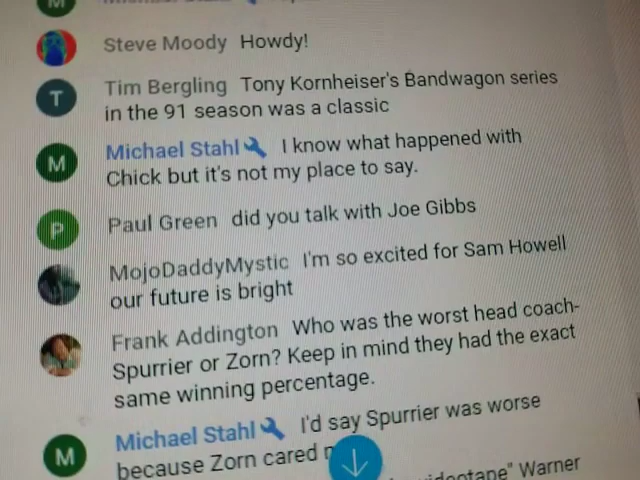 M
Steve Moody Howdy!
T Tim Bergling Tony Kornheiser's Bandwagon series
in the 91 season was a classic
M Michael Stahl I know what happened with
Chick but it's not my place to say.
P Paul Green did you talk with Joe Gibbs
MojoDaddyMystic I'm so excited for Sam Howell
our future is bright
Frank Addington Who was the worst head coach-
Spurrier or Zorn? Keep in mind they had the exact
same winning percentage.
M Michael Stahl I'd say Spurrier was worse
because Zorn cared
videotape" Warner